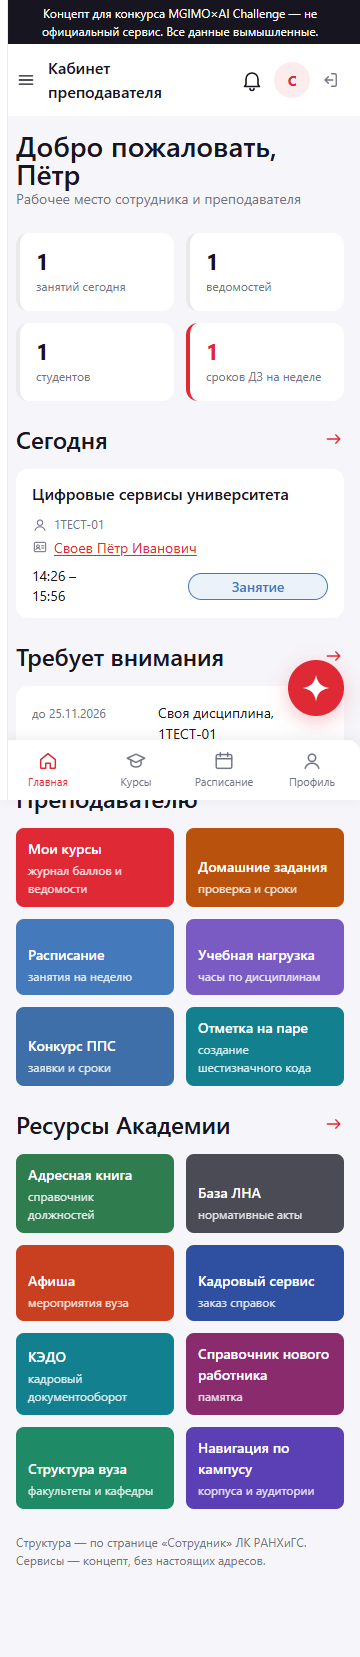 Концепт для конкурса MGIMO×AI Challenge — не
официальный сервис. Все данные вымышленные.
Кабинет
преподавателя
С
Добро пожаловать,
Пётр
Рабочее место сотрудника и преподавателя
1
занятий сегодня
1
ведомостей
1
студентов
1
сроков ДЗ на неделе
Сегодня
Цифровые сервисы университета
1ТЕСТ-01
Своев Пётр Иванович
14:26 –
15:56
Занятие
Требует внимания
до 25.11.2026
Своя дисциплина,
1ТЕСТ-01
Главная
Курсы
Расписание
Профиль
Преподавателю
Мои курсы
журнал баллов и
ведомости
Домашние задания
проверка и сроки
Расписание
занятия на неделю
Учебная нагрузка
часы по дисциплинам
Конкурс ППС
заявки и сроки
Отметка на паре
создание
шестизначного кода
Ресурсы Академии
Адресная книга
справочник
должностей
База ЛНА
нормативные акты
Афиша
мероприятия вуза
Кадровый сервис
заказ справок
КЭДО
кадровый
документооборот
Справочник нового
работника
памятка
Структура вуза
факультеты и кафедры
Навигация по
кампусу
корпуса и аудитории
Структура — по странице «Сотрудник» ЛК РАНХиГС.
Сервисы — концепт, без настоящих адресов.